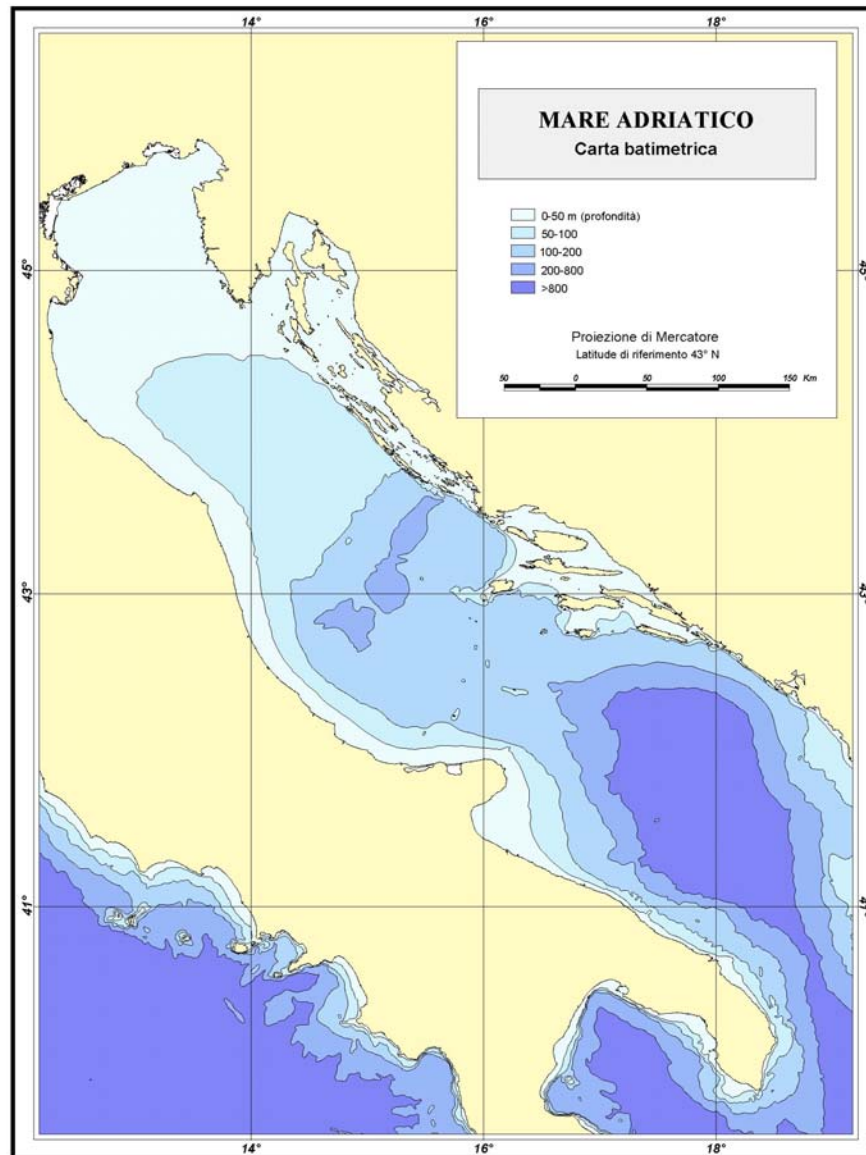 14°
16°
18°
MARE ADRIATICO
Carta batimetrica
0-50 m (profondità)
50-100
100-200
200-800
>800
Proiezione di Mercatore
Latitude di riferimento 43° N
50 0 50 100 150 Km
45°
45°
43°
43°
41°
41°
14°
16°
18°